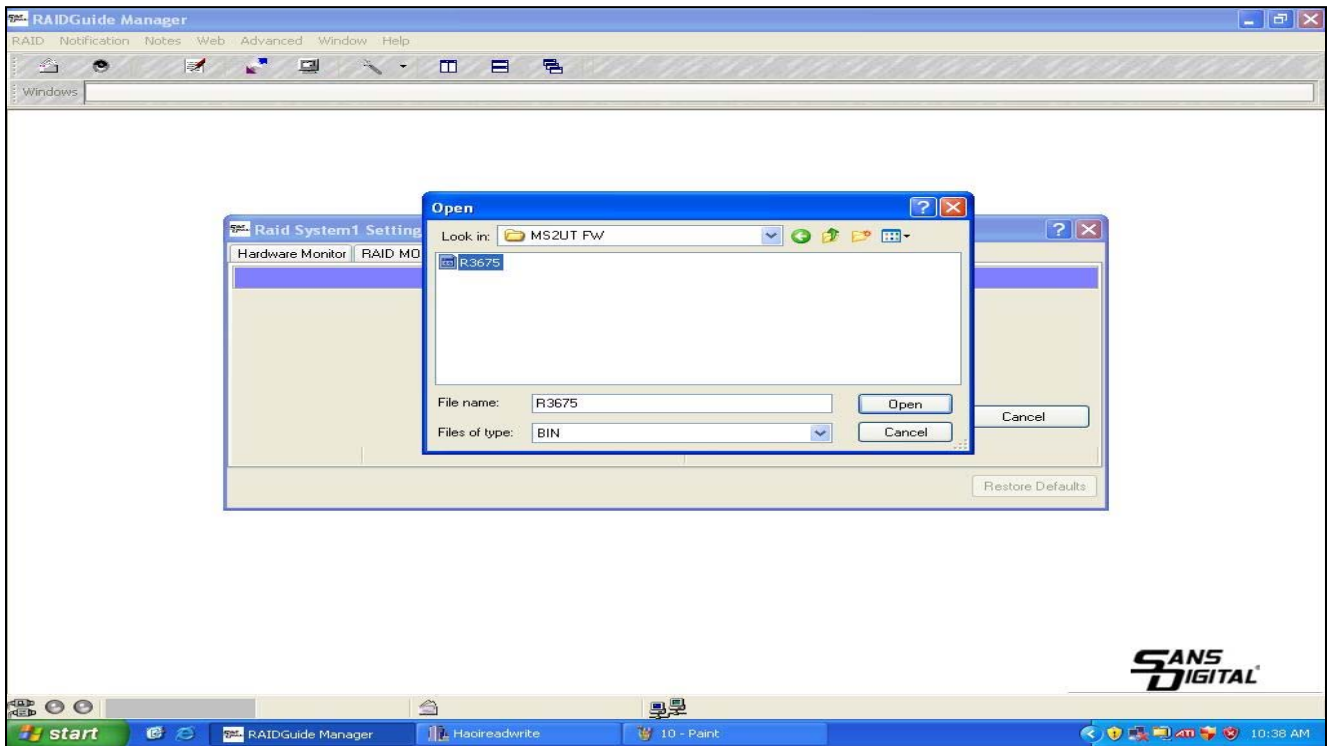 RAIDGuide Manager
RAID Notification Notes Web Advanced Window Help
Windows
Open
Look in: MS2UT FW
R3675
File name: R3675
Open
Files of type: BIN
Cancel
Raid System1 Setting
Hardware Monitor RAID MO
Cancel
Restore Defaults
SANS
DIGITAL
start RAIDGuide Manager Haoireadwrite 10 - Paint 10:38 AM